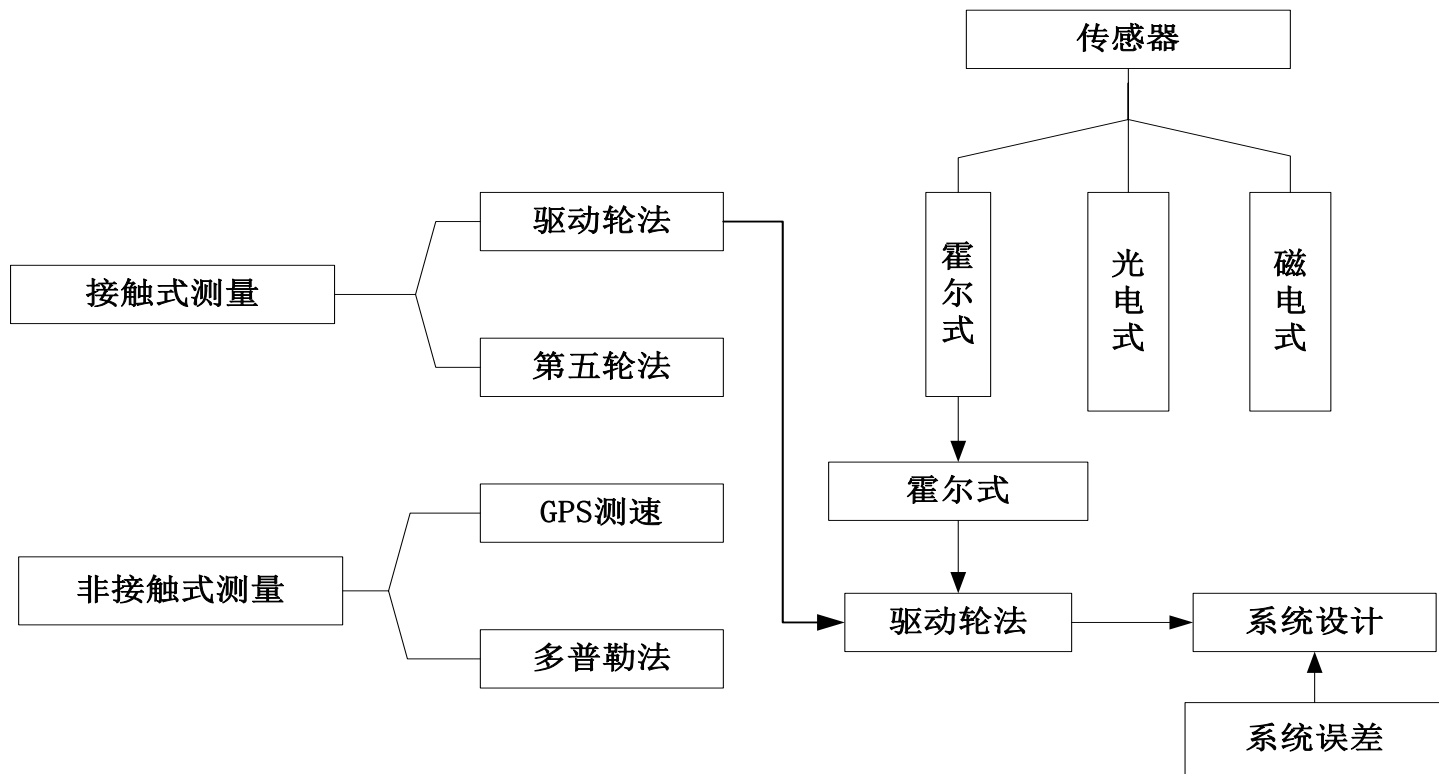 传感器
驱动轮法
霍尔式
光电式
磁电式
接触式测量
第五轮法
霍尔式
GPS测速
非接触式测量
驱动轮法
系统设计
多普勒法
系统误差